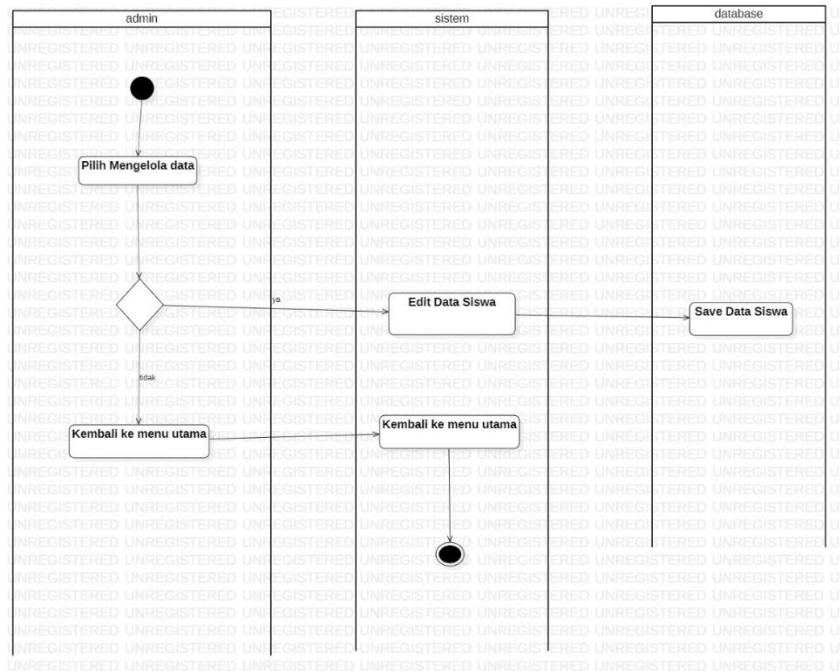 admin
sistem
database
Pilih Mengelola data
ya
Edit Data Siswa
Save Data Siswa
tidak
Kembali ke menu utama
Kembali ke menu utama
UNREGISTERED